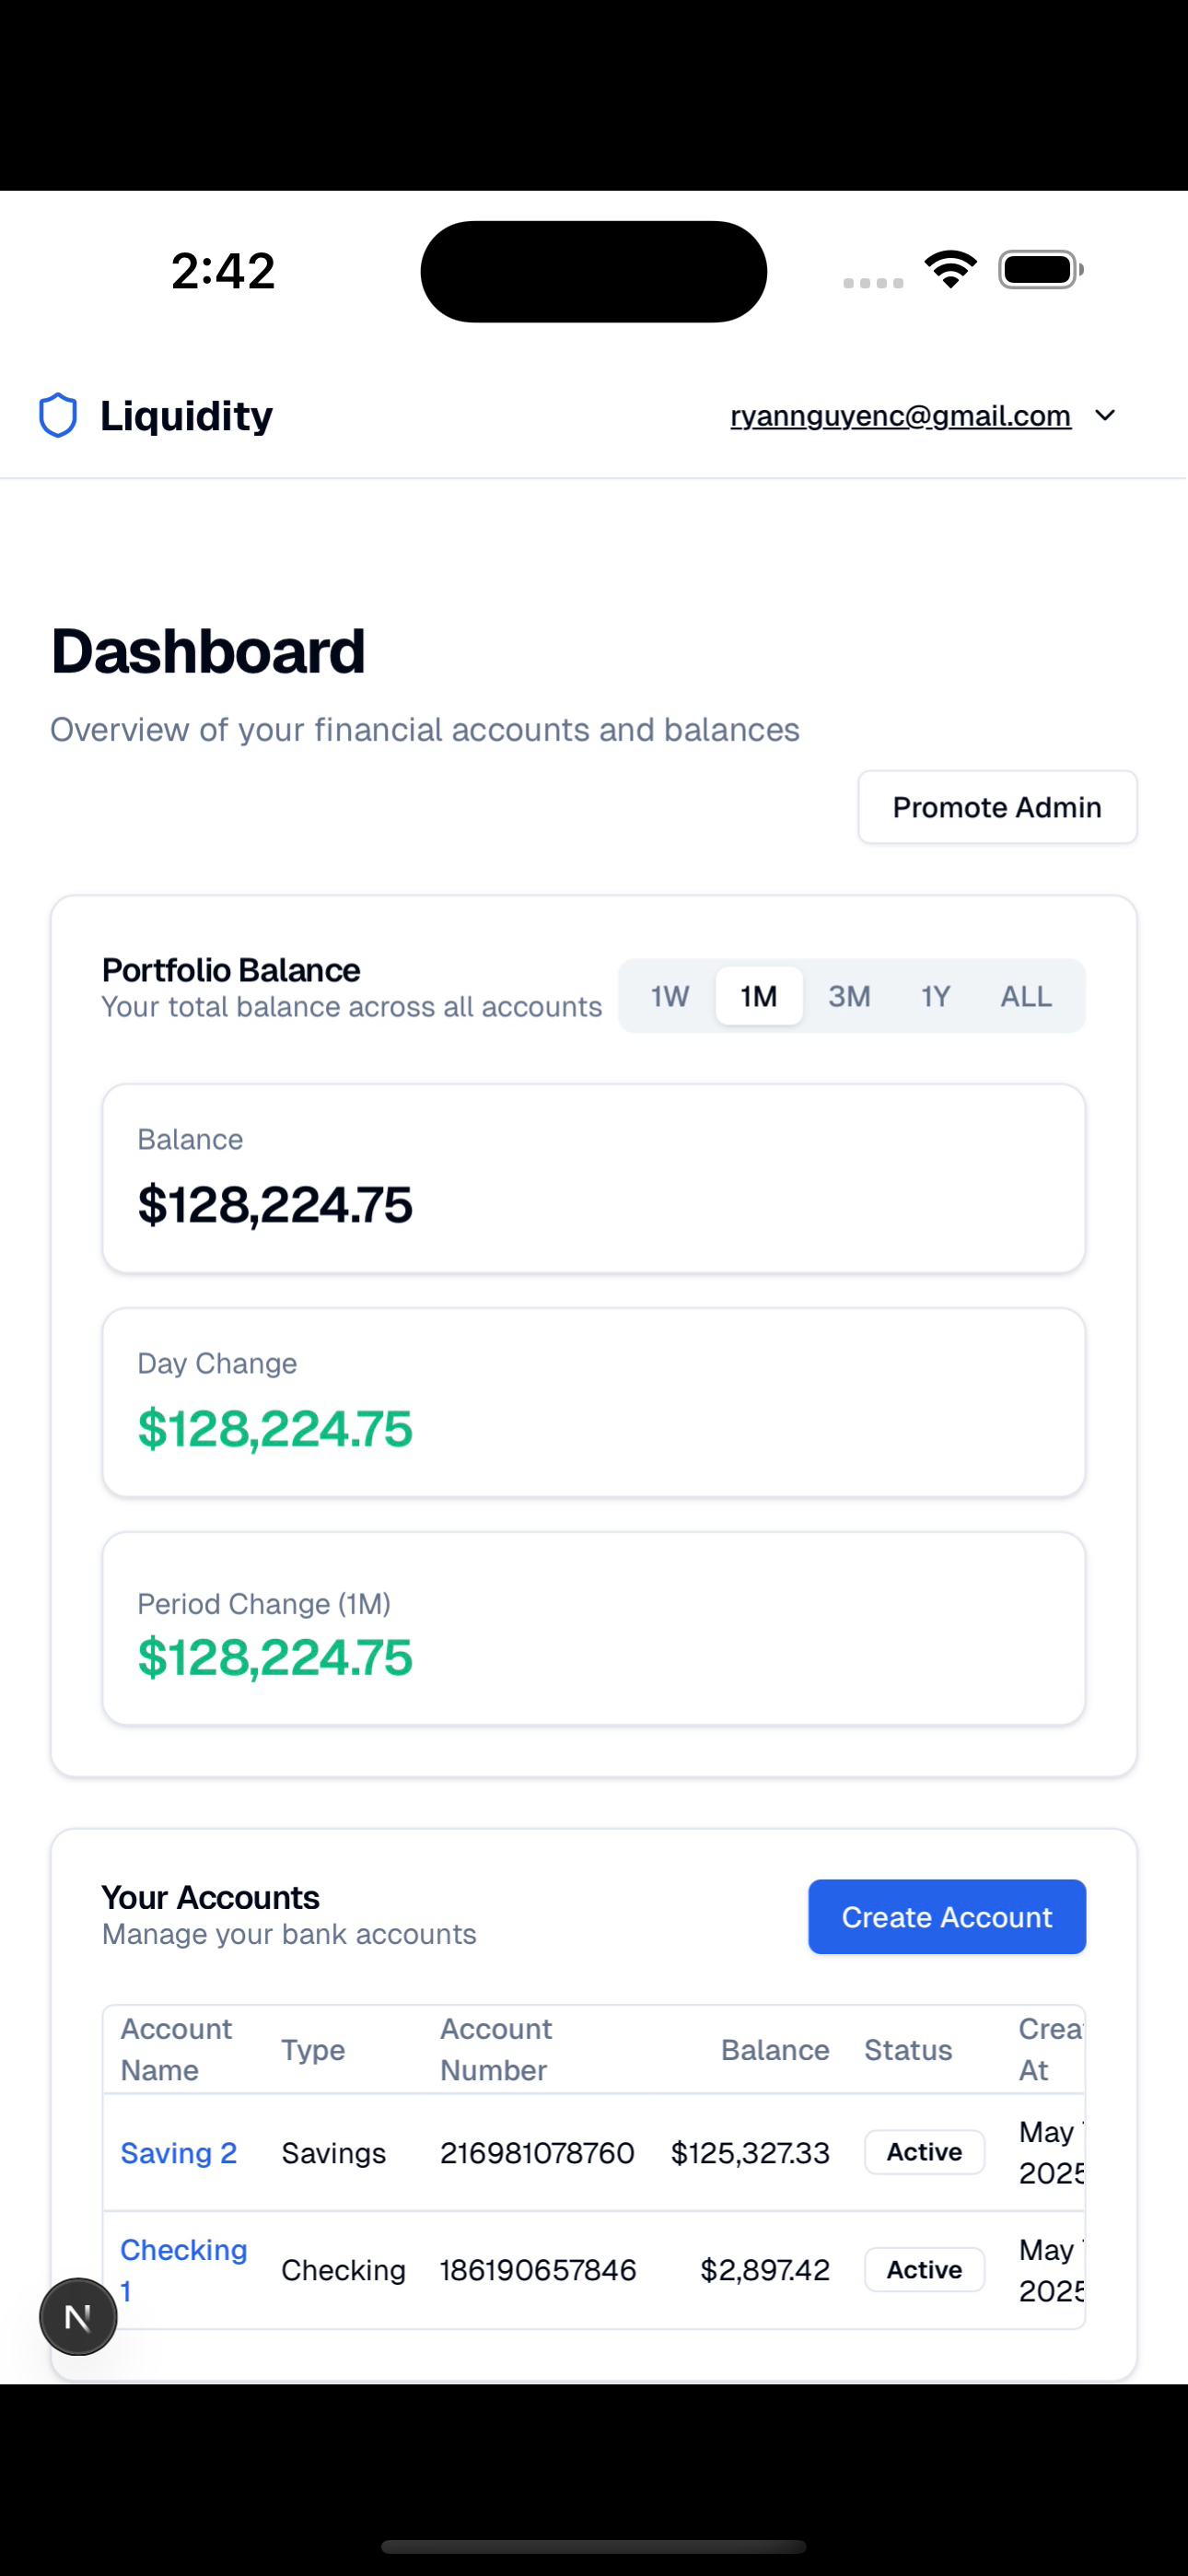 2:42
Liquidity
ryannguyenc@gmail.com
Dashboard
Overview of your financial accounts and balances
Promote Admin
Portfolio Balance
Your total balance across all accounts
1W 1M 3M 1Y ALL
Balance
$128,224.75
Day Change
$128,224.75
Period Change (1M)
$128,224.75
Your Accounts
Manage your bank accounts
Create Account
Account Name Type Account Number Balance Status At
Saving 2 Savings 216981078760 $125,327.33 Active May
2025
Checking 1 Checking 186190657846 $2,897.42 Active May
2025
N